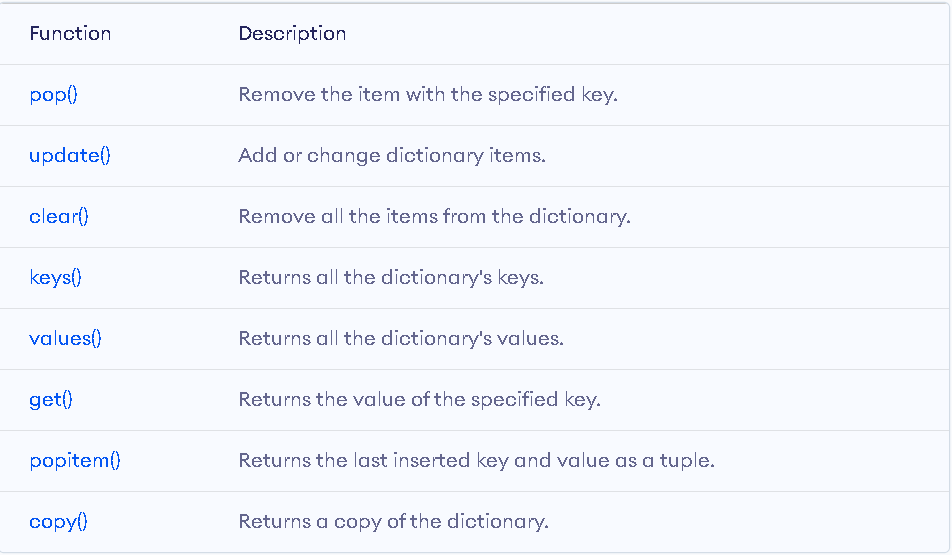 Function Description
pop() Remove the item with the specified key.
update() Add or change dictionary items.
clear() Remove all the items from the dictionary.
keys() Returns all the dictionary's keys.
values() Returns all the dictionary's values.
get() Returns the value of the specified key.
popitem() Returns the last inserted key and value as a tuple.
copy() Returns a copy of the dictionary.